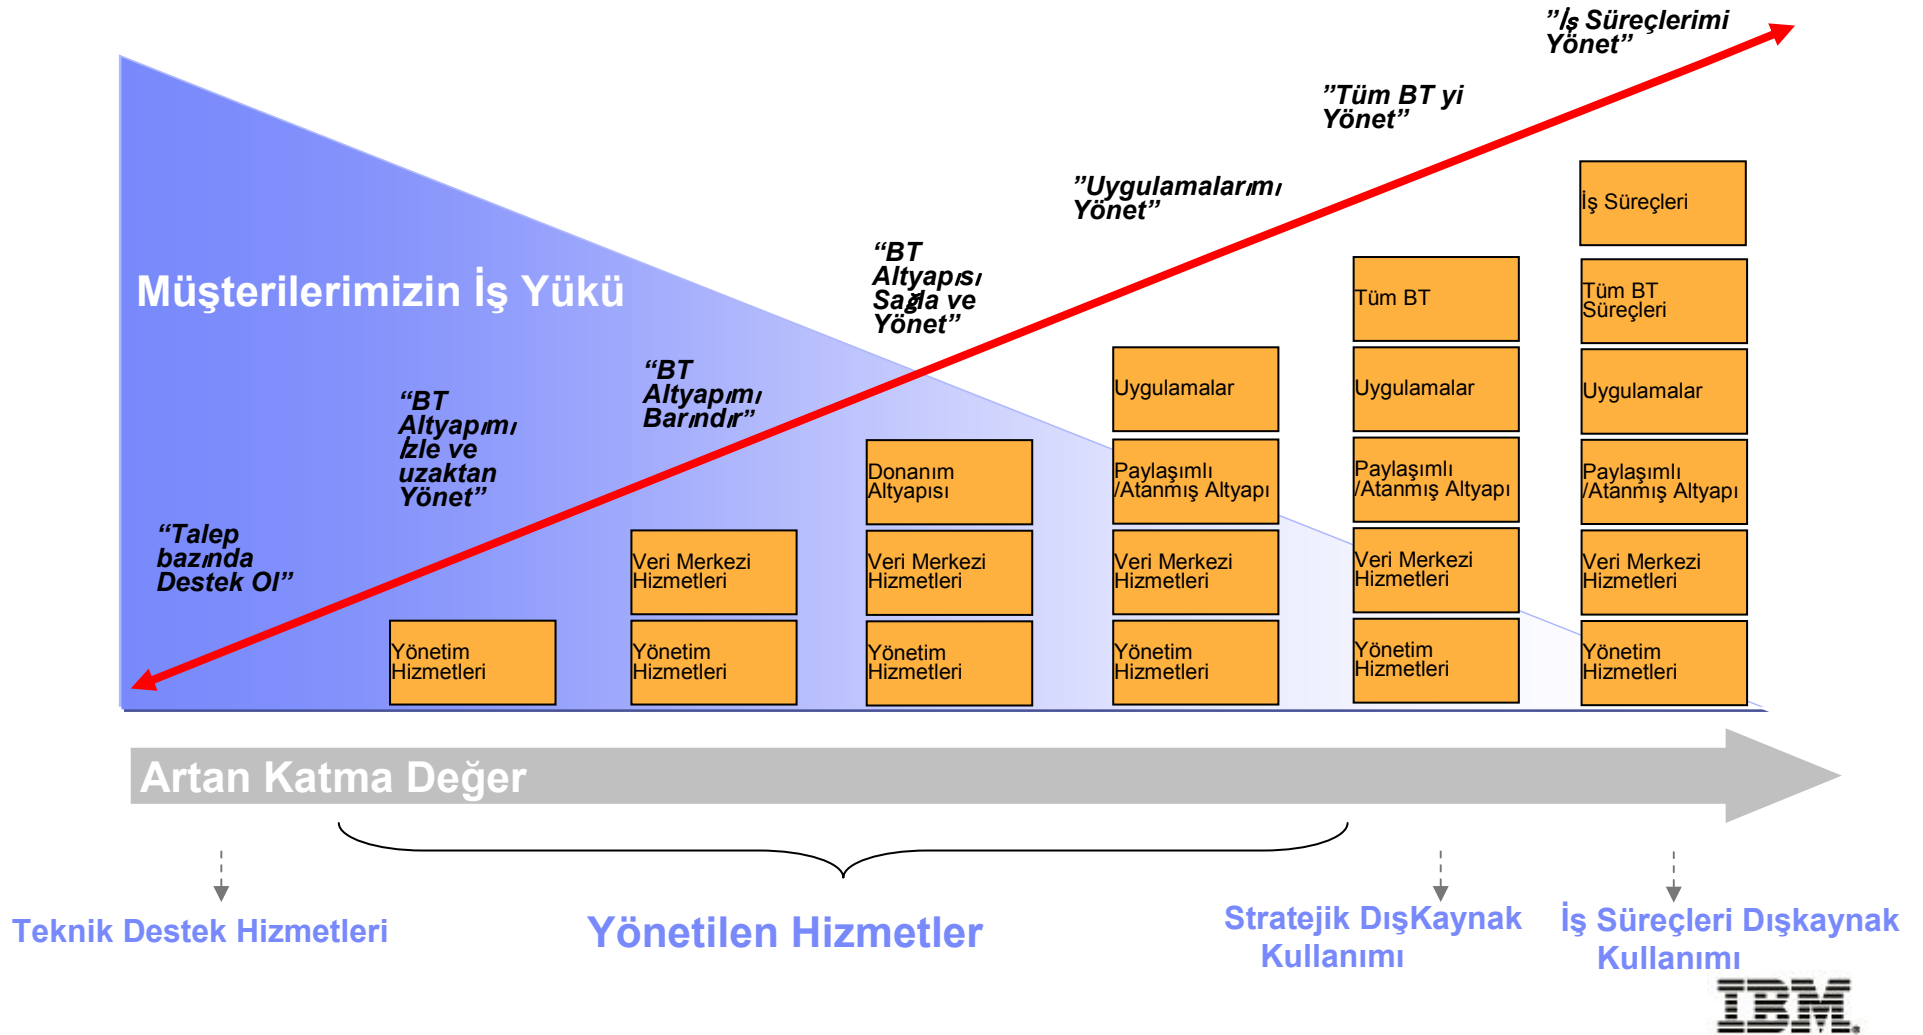 ”İş Süreçlerimi
Yönet”
”Tüm BT yi
Yönet”
”Uygulamalarımı
Yönet”
“BT
Altyapısı
Sağla ve
Yönet”
“BT
Altyapımı
Barındır”
“BT
Altyapımı
İzle ve
uzaktan
Yönet”
“Talep
bazında
Destek Ol”
Müşterilerimizin İş Yükü
Yönetim
Hizmetleri
Veri Merkezi
Hizmetleri
Yönetim
Hizmetleri
Donanım
Altyapısı
Veri Merkezi
Hizmetleri
Yönetim
Hizmetleri
Uygulamalar
Paylaşımlı
/Atanmış Altyapı
Veri Merkezi
Hizmetleri
Yönetim
Hizmetleri
Tüm BT
Uygulamalar
Paylaşımlı
/Atanmış Altyapı
Veri Merkezi
Hizmetleri
Yönetim
Hizmetleri
İş Süreçleri
Tüm BT
Süreçleri
Uygulamalar
Paylaşımlı
/Atanmış Altyapı
Veri Merkezi
Hizmetleri
Yönetim
Hizmetleri
Artan Katma Değer
Teknik Destek Hizmetleri
Yönetilen Hizmetler
Stratejik DışKaynak
Kullanımı
İş Süreçleri Dışkaynak
Kullanımı
IBM